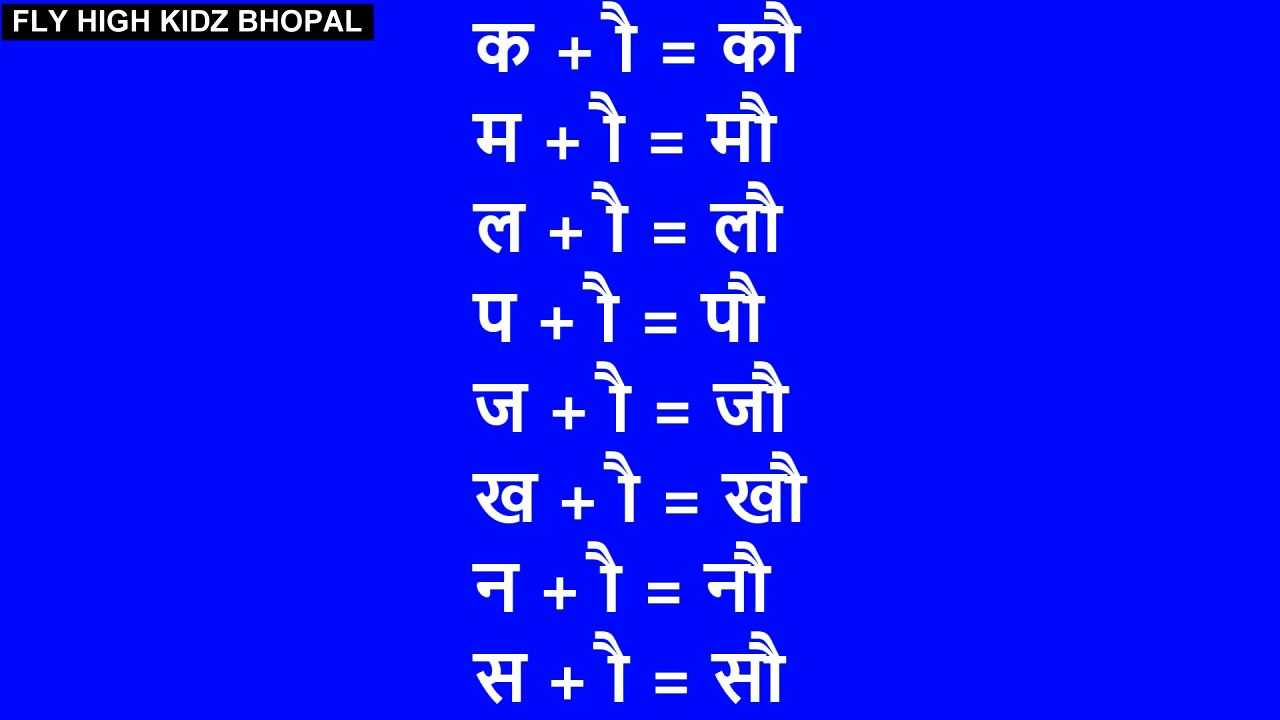 FLY HIGH KIDZ BHOPAL
क + ौ = कौ
म + ौ = मौ
ल + ौ = लौ
प + ौ = पौ
ज + ौ = जौ
ख + ौ = खौ
न + ौ = नौ
स + ौ = सौ